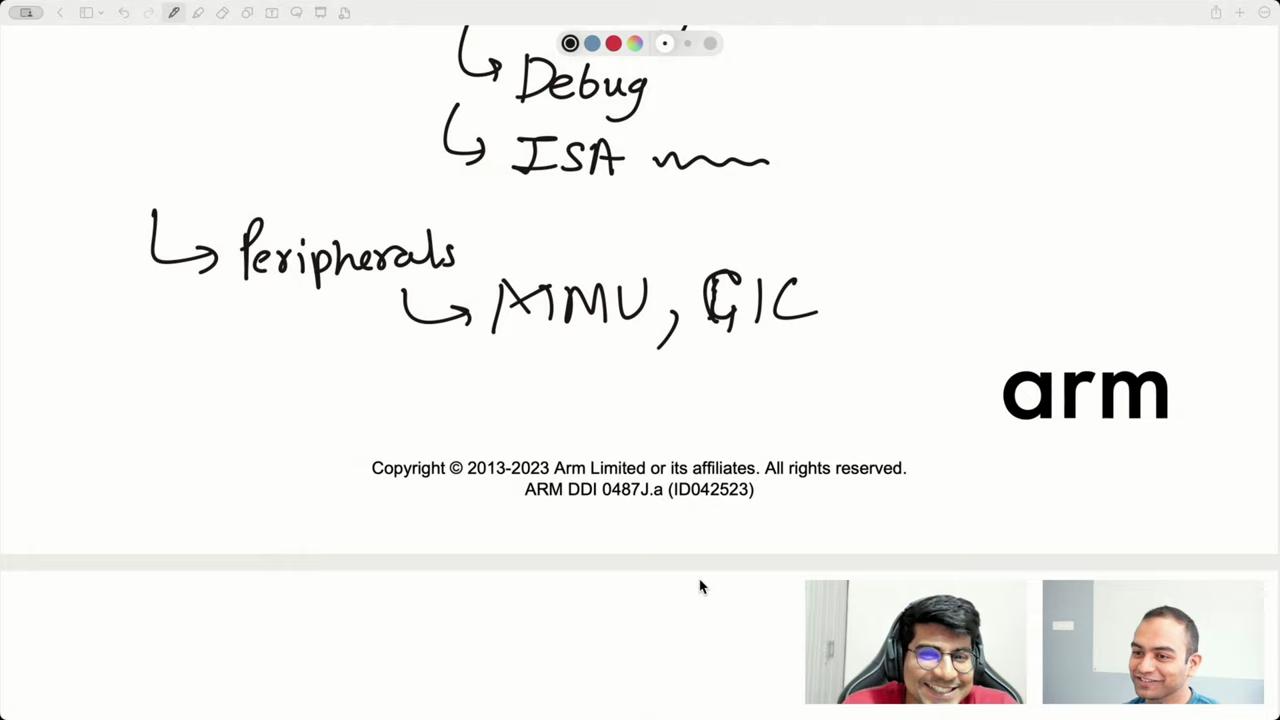 Debug
ISA
Peripherals
MMU, GIC
arm
Copyright © 2013-2023 Arm Limited or its affiliates. All rights reserved.
ARM DDI 0487J.a (ID042523)